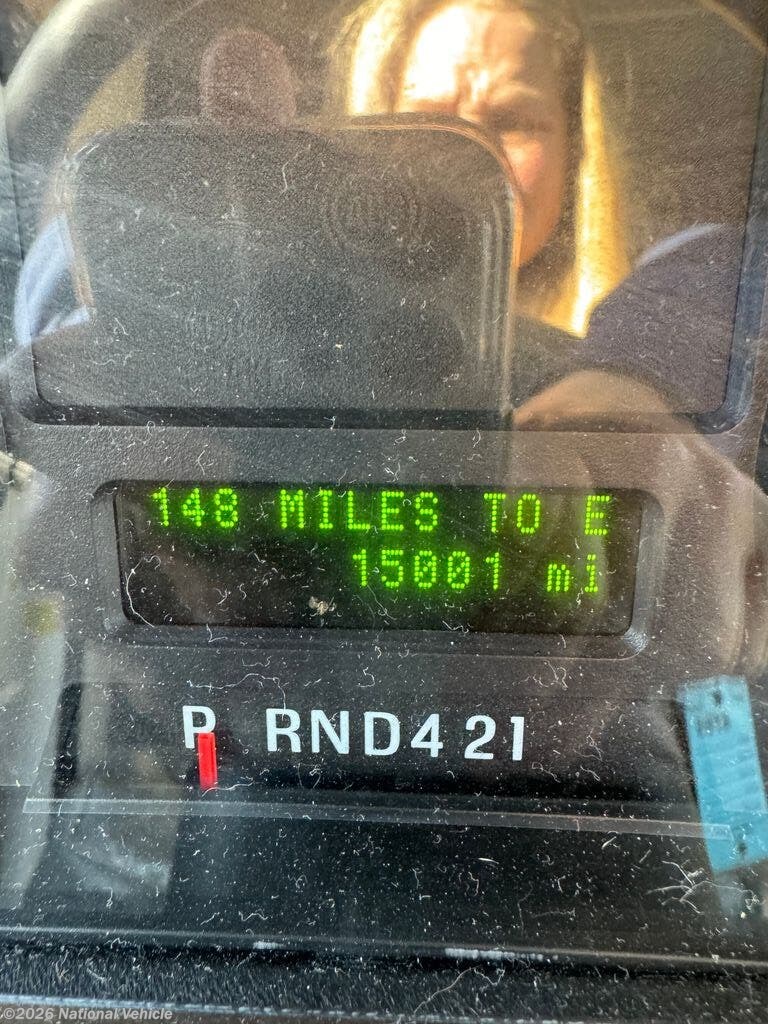 148 MILES TO E
15001 mi
P RND421
©2026 National Vehicle